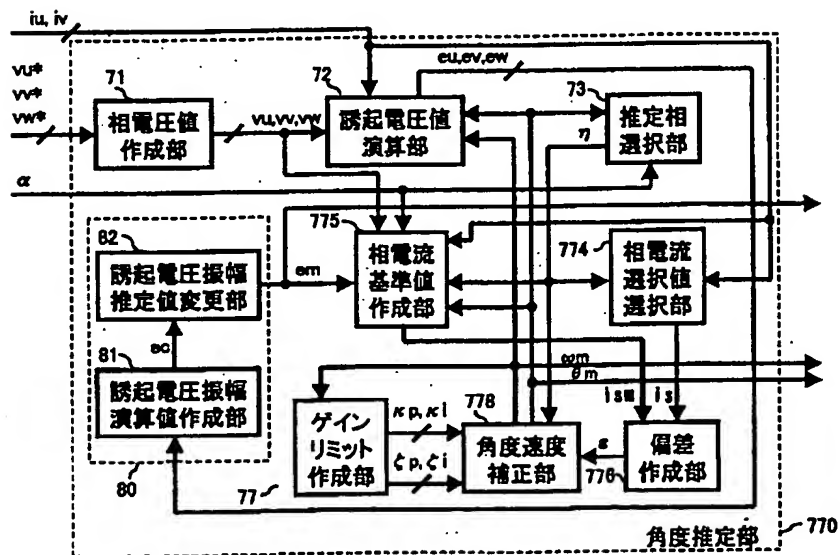 iu, iv
vu*
vv*
vw*
71
相電圧値
作成部
vu,vv,vw
72
誘起電圧値
演算部
eu,ev,ew
73
推定相
選択部
η
α
82
誘起電圧振幅
推定値変更部
em
775
相電流
基準値
作成部
774
相電流
選択値
選択部
ec
81
誘起電圧振幅
演算値作成部
80
ωm
θm
ゲイン
リミット
作成部
κp,κi
ζp,ζi
77
778
角度速度
補正部
ism
is
ε
偏差
作成部
776
角度推定部
770